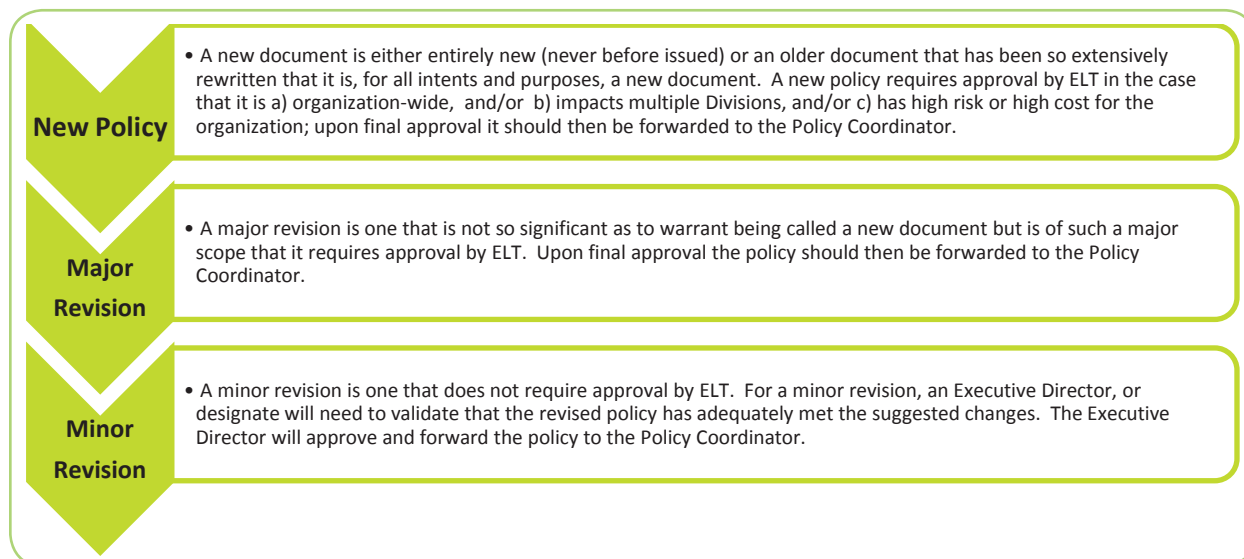 New Policy
• A new document is either entirely new (never before issued) or an older document that has been so extensively
rewritten that it is, for all intents and purposes, a new document.  A new policy requires approval by ELT in the case
that it is a) organization-wide,  and/or  b) impacts multiple Divisions, and/or c) has high risk or high cost for the
organization; upon final approval it should then be forwarded to the Policy Coordinator.
Major
Revision
• A major revision is one that is not so significant as to warrant being called a new document but is of such a major
scope that it requires approval by ELT.  Upon final approval the policy should then be forwarded to the Policy
Coordinator.
Minor
Revision
• A minor revision is one that does not require approval by ELT.  For a minor revision, an Executive Director, or
designate will need to validate that the revised policy has adequately met the suggested changes.  The Executive
Director will approve and forward the policy to the Policy Coordinator.